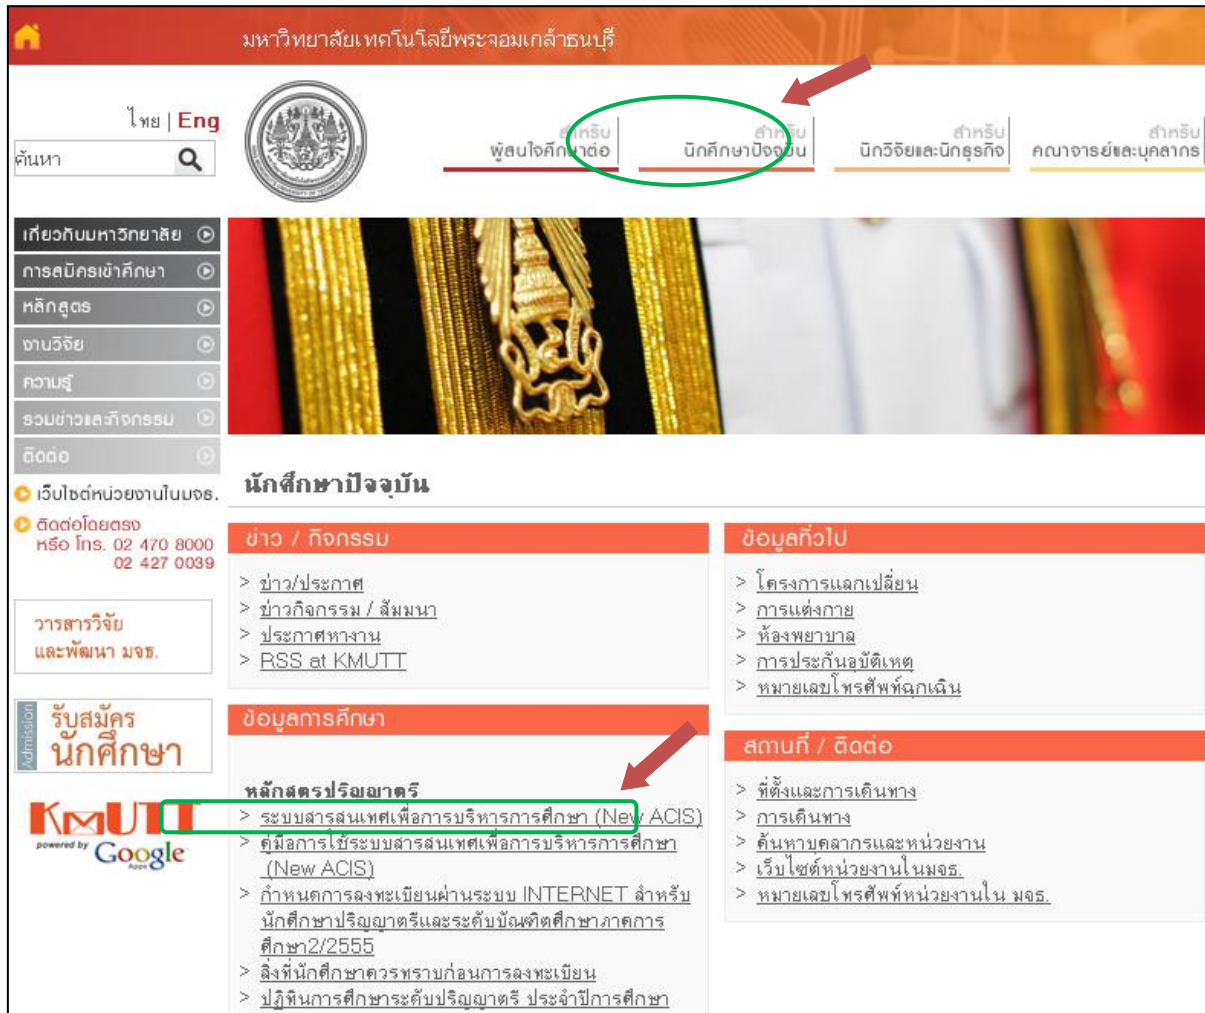 มหาวิทยาลัยเทคโนโลยีพระจอมเกล้าธนบุรี
ไทย | Eng
ค้นหา
สำหรับ
ผู้สนใจศึกษาต่อ
สำหรับ
นักศึกษาปัจจุบัน
สำหรับ
นักวิจัยและนักธุรกิจ
สำหรับ
คณาจารย์และบุคลากร
เกี่ยวกับมหาวิทยาลัย
การสมัครเข้าศึกษา
หลักสูตร
งานวิจัย
ความรู้
รวมข่าวและกิจกรรม
ติดต่อ
เว็บไซต์หน่วยงานในมจธ.
ติดต่อโดยตรง
หรือ โทร. 02 470 8000
02 427 0039
วารสารวิจัย
และพัฒนา มจธ.
Admission
รับสมัคร
นักศึกษา
KMUTT
powered by Google
Apps
นักศึกษาปัจจุบัน
ข่าว / กิจกรรม
> ข่าว/ประกาศ
> ข่าวกิจกรรม / สัมมนา
> ประกาศหางาน
> RSS at KMUTT
ข้อมูลการศึกษา
หลักสูตรปริญญาตรี
> ระบบสารสนเทศเพื่อการบริหารการศึกษา (New ACIS)
> คู่มือการใช้ระบบสารสนเทศเพื่อการบริหารการศึกษา
(New ACIS)
> กำหนดการลงทะเบียนผ่านระบบ INTERNET สำหรับ
นักศึกษาปริญญาตรีและระดับบัณฑิตศึกษาภาคการ
ศึกษา2/2555
> สิ่งที่นักศึกษาควรทราบก่อนการลงทะเบียน
> ปฏิทินการศึกษาระดับปริญญาตรี ประจำปีการศึกษา
ข้อมูลทั่วไป
> โครงการแลกเปลี่ยน
> การแต่งกาย
> ห้องพยาบาล
> การประกันอุบัติเหตุ
> หมายเลขโทรศัพท์ฉุกเฉิน
สถานที่ / ติดต่อ
> ที่ตั้งและการเดินทาง
> การเดินทาง
> ค้นหาบุคลากรและหน่วยงาน
> เว็บไซต์หน่วยงานในมจธ.
> หมายเลขโทรศัพท์หน่วยงานใน มจธ.